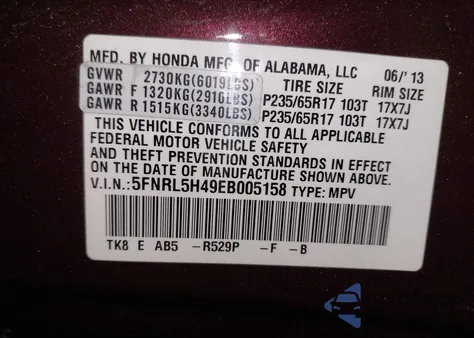 MFD. BY HONDA MFG. OF ALABAMA, LLC 06/'13
GVWR 2730KG(6019LBS) TIRE SIZE RIM SIZE
GAWR F 1320KG(2910LBS) P235/65R17 103T 17X7J
GAWR R 1515KG(3340LBS) P235/65R17 103T 17X7J
THIS VEHICLE CONFORMS TO ALL APPLICABLE
FEDERAL MOTOR VEHICLE SAFETY
AND THEFT PREVENTION STANDARDS IN EFFECT
ON THE DATE OF MANUFACTURE SHOWN ABOVE.
V.I.N.: 5FNRL5H49EB005158 TYPE: MPV
TK8 E AB5 -R529P -F -B